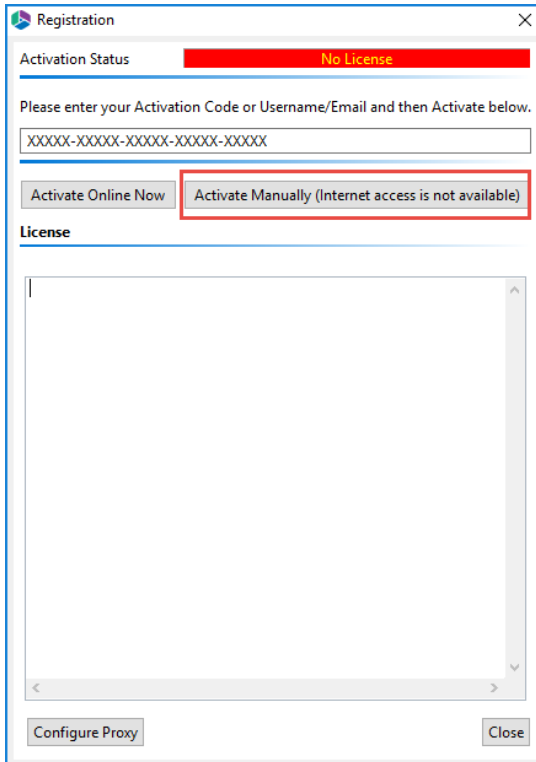 Registration
Activation Status No License
Please enter your Activation Code or Username/Email and then Activate below.
XXXXX-XXXXX-XXXXX-XXXXX-XXXXX
Activate Online Now Activate Manually (Internet access is not available)
License
Configure Proxy Close